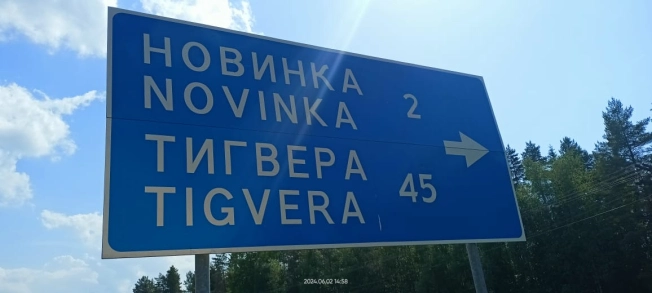 НОВИНКА
NOVINKA 2
ТИГВЕРА
TIGVERA 45
2024.06.02 14:58